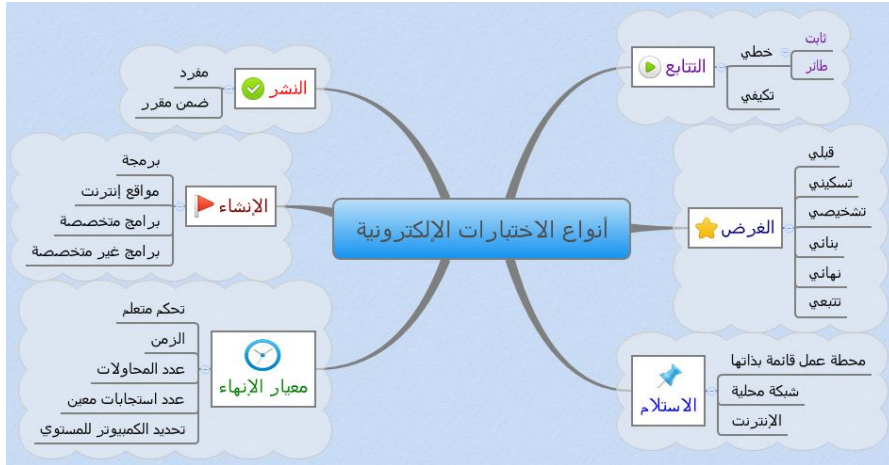 أنواع الاختبارات الإلكترونية
التتابع
خطي
ثابت
طائر
تكيفي
الغرض
قبلي
تسكيني
تشخيصي
بنائي
نهائي
تتبعي
الاستلام
محطة عمل قائمة بذاتها
شبكة محلية
الإنترنت
النشر
مفرد
ضمن مقرر
الإنشاء
برمجة
مواقع إنترنت
برامج متخصصة
برامج غير متخصصة
معيار الإنهاء
تحكم متعلم
الزمن
عدد المحاولات
عدد استجابات معين
تحديد الكمبيوتر للمستوي